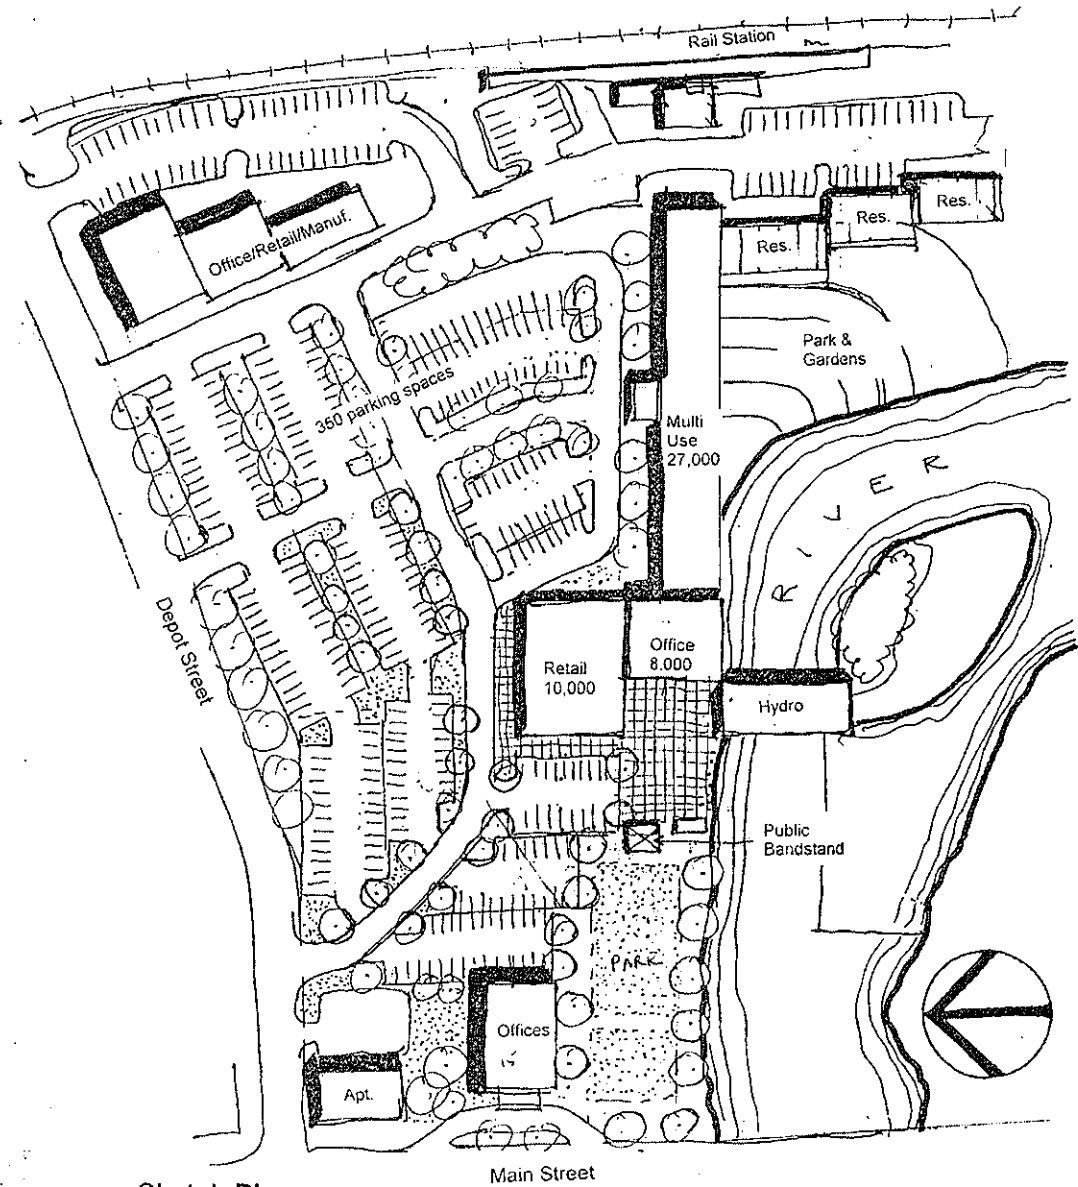 Rail Station
Res.
Res.
Res.
Office/Retail/Manuf.
Park &
Gardens
350 parking spaces
Multi
Use
27,000
RIVER
Depot Street
Office
8.000
Retail
10,000
Hydro
Public
Bandstand
PARK
Offices
Apt.
Main Street